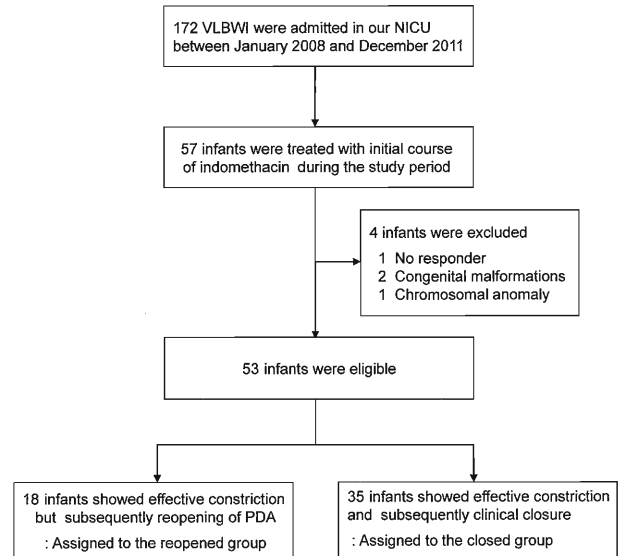 172 VLBWI were admitted in our NICU
between January 2008 and December 2011
57 infants were treated with initial course
of indomethacin during the study period
4 infants were excluded
1 No responder
2 Congenital malformations
1 Chromosomal anomaly
53 infants were eligible
18 infants showed effective constriction
but subsequently reopening of PDA
: Assigned to the reopened group
35 infants showed effective constriction
and subsequently clinical closure
: Assigned to the closed group